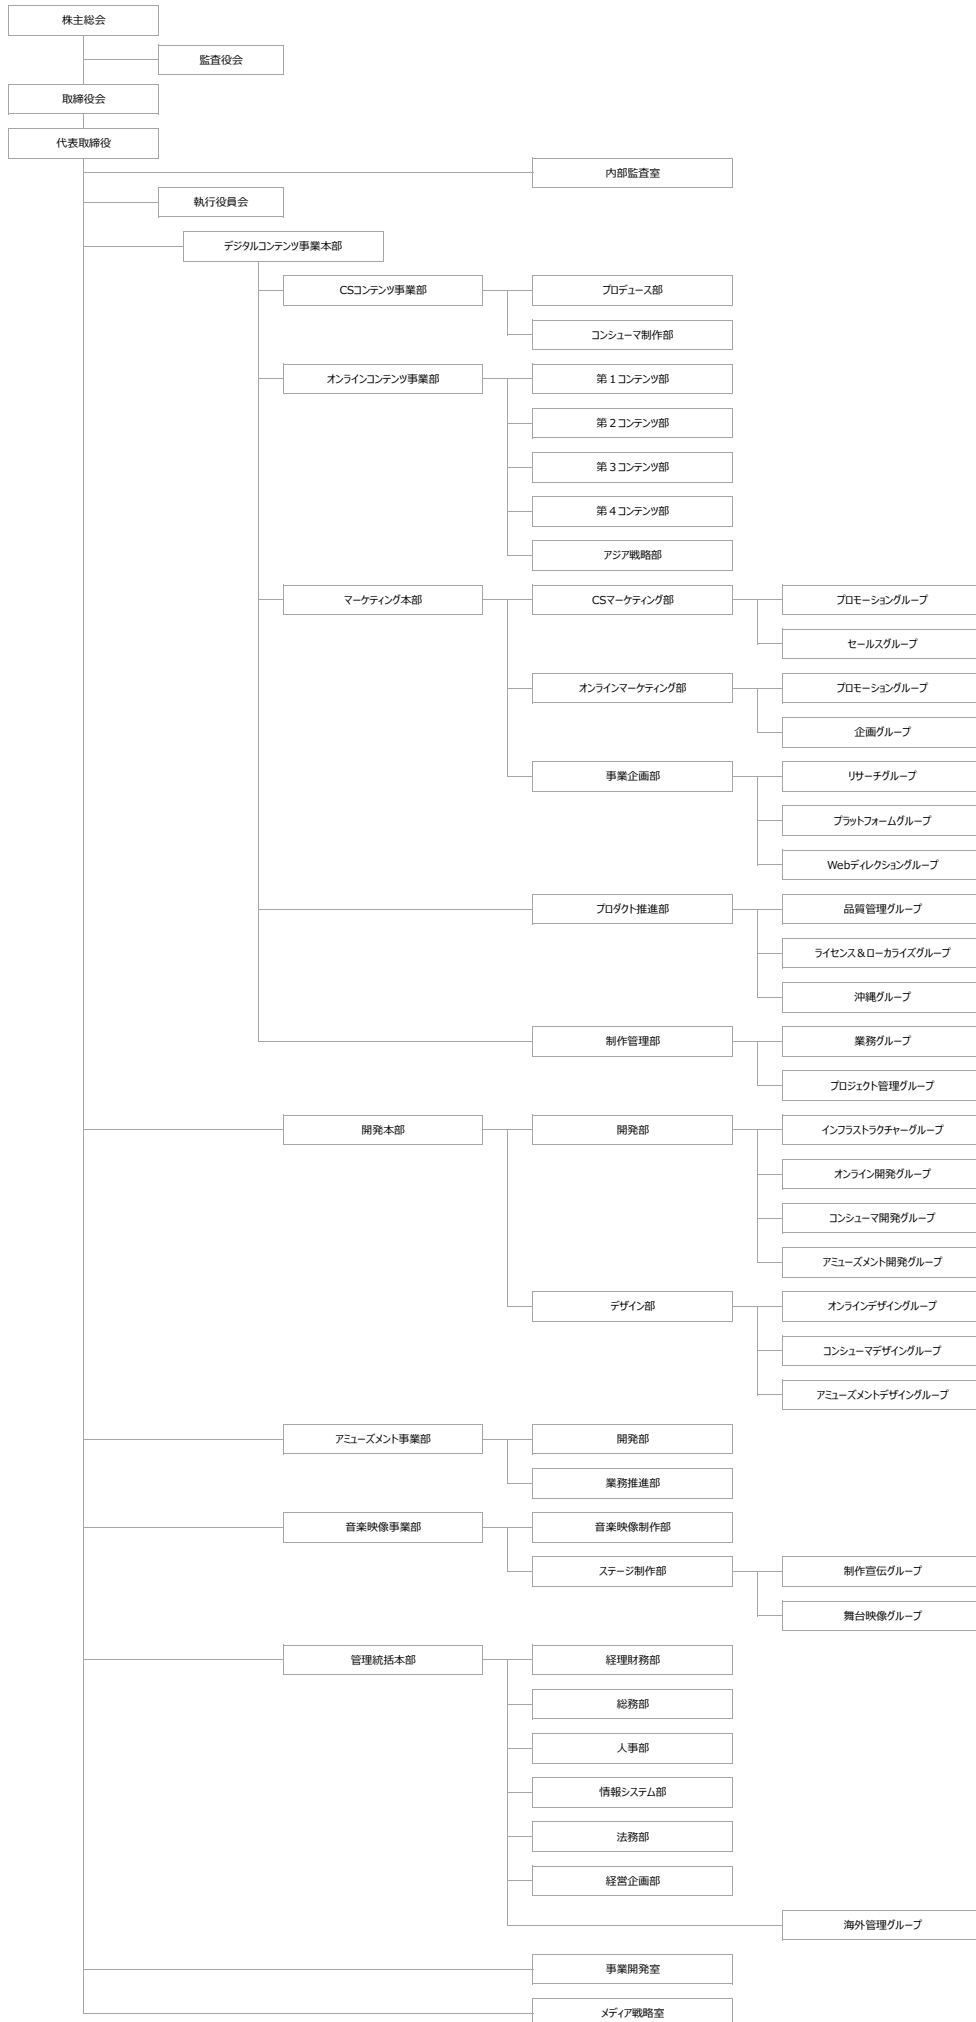 株主総会
監査役会
取締役会
代表取締役
内部監査室
執行役員会
デジタルコンテンツ事業本部
CSコンテンツ事業部
プロデュース部
コンシューマ制作部
オンラインコンテンツ事業部
第１コンテンツ部
第２コンテンツ部
第３コンテンツ部
第４コンテンツ部
アジア戦略部
マーケティング本部
CSマーケティング部
プロモーショングループ
セールスグループ
オンラインマーケティング部
プロモーショングループ
企画グループ
事業企画部
リサーチグループ
プラットフォームグループ
Webディレクショングループ
プロダクト推進部
品質管理グループ
ライセンス＆ローカライズグループ
沖縄グループ
制作管理部
業務グループ
プロジェクト管理グループ
開発本部
開発部
インフラストラクチャーグループ
オンライン開発グループ
コンシューマ開発グループ
アミューズメント開発グループ
デザイン部
オンラインデザイングループ
コンシューマデザイングループ
アミューズメントデザイングループ
アミューズメント事業部
開発部
業務推進部
音楽映像事業部
音楽映像制作部
ステージ制作部
制作宣伝グループ
舞台映像グループ
管理統括本部
経理財務部
総務部
人事部
情報システム部
法務部
経営企画部
海外管理グループ
事業開発室
メディア戦略室